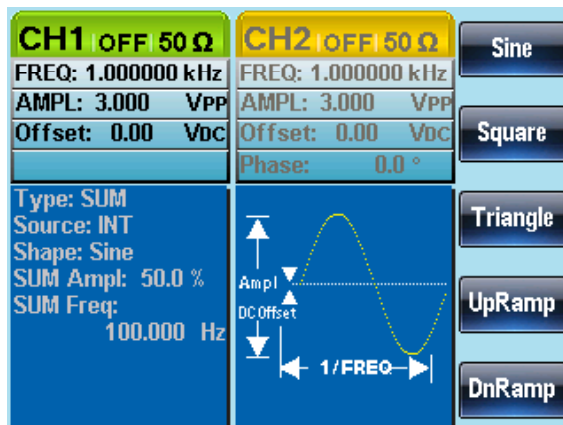 CH1 OFF 50 Ω
FREQ: 1.000000 kHz
AMPL: 3.000 VPP
Offset: 0.00 VDC
CH2 OFF 50 Ω
FREQ: 1.000000 kHz
AMPL: 3.000 VPP
Offset: 0.00 VDC
Phase: 0.0 °
Type: SUM
Source: INT
Shape: Sine
SUM Ampl: 50.0 %
SUM Freq:
100.000 Hz
Ampl
DC Offset
1/FREQ
Sine
Square
Triangle
UpRamp
DnRamp